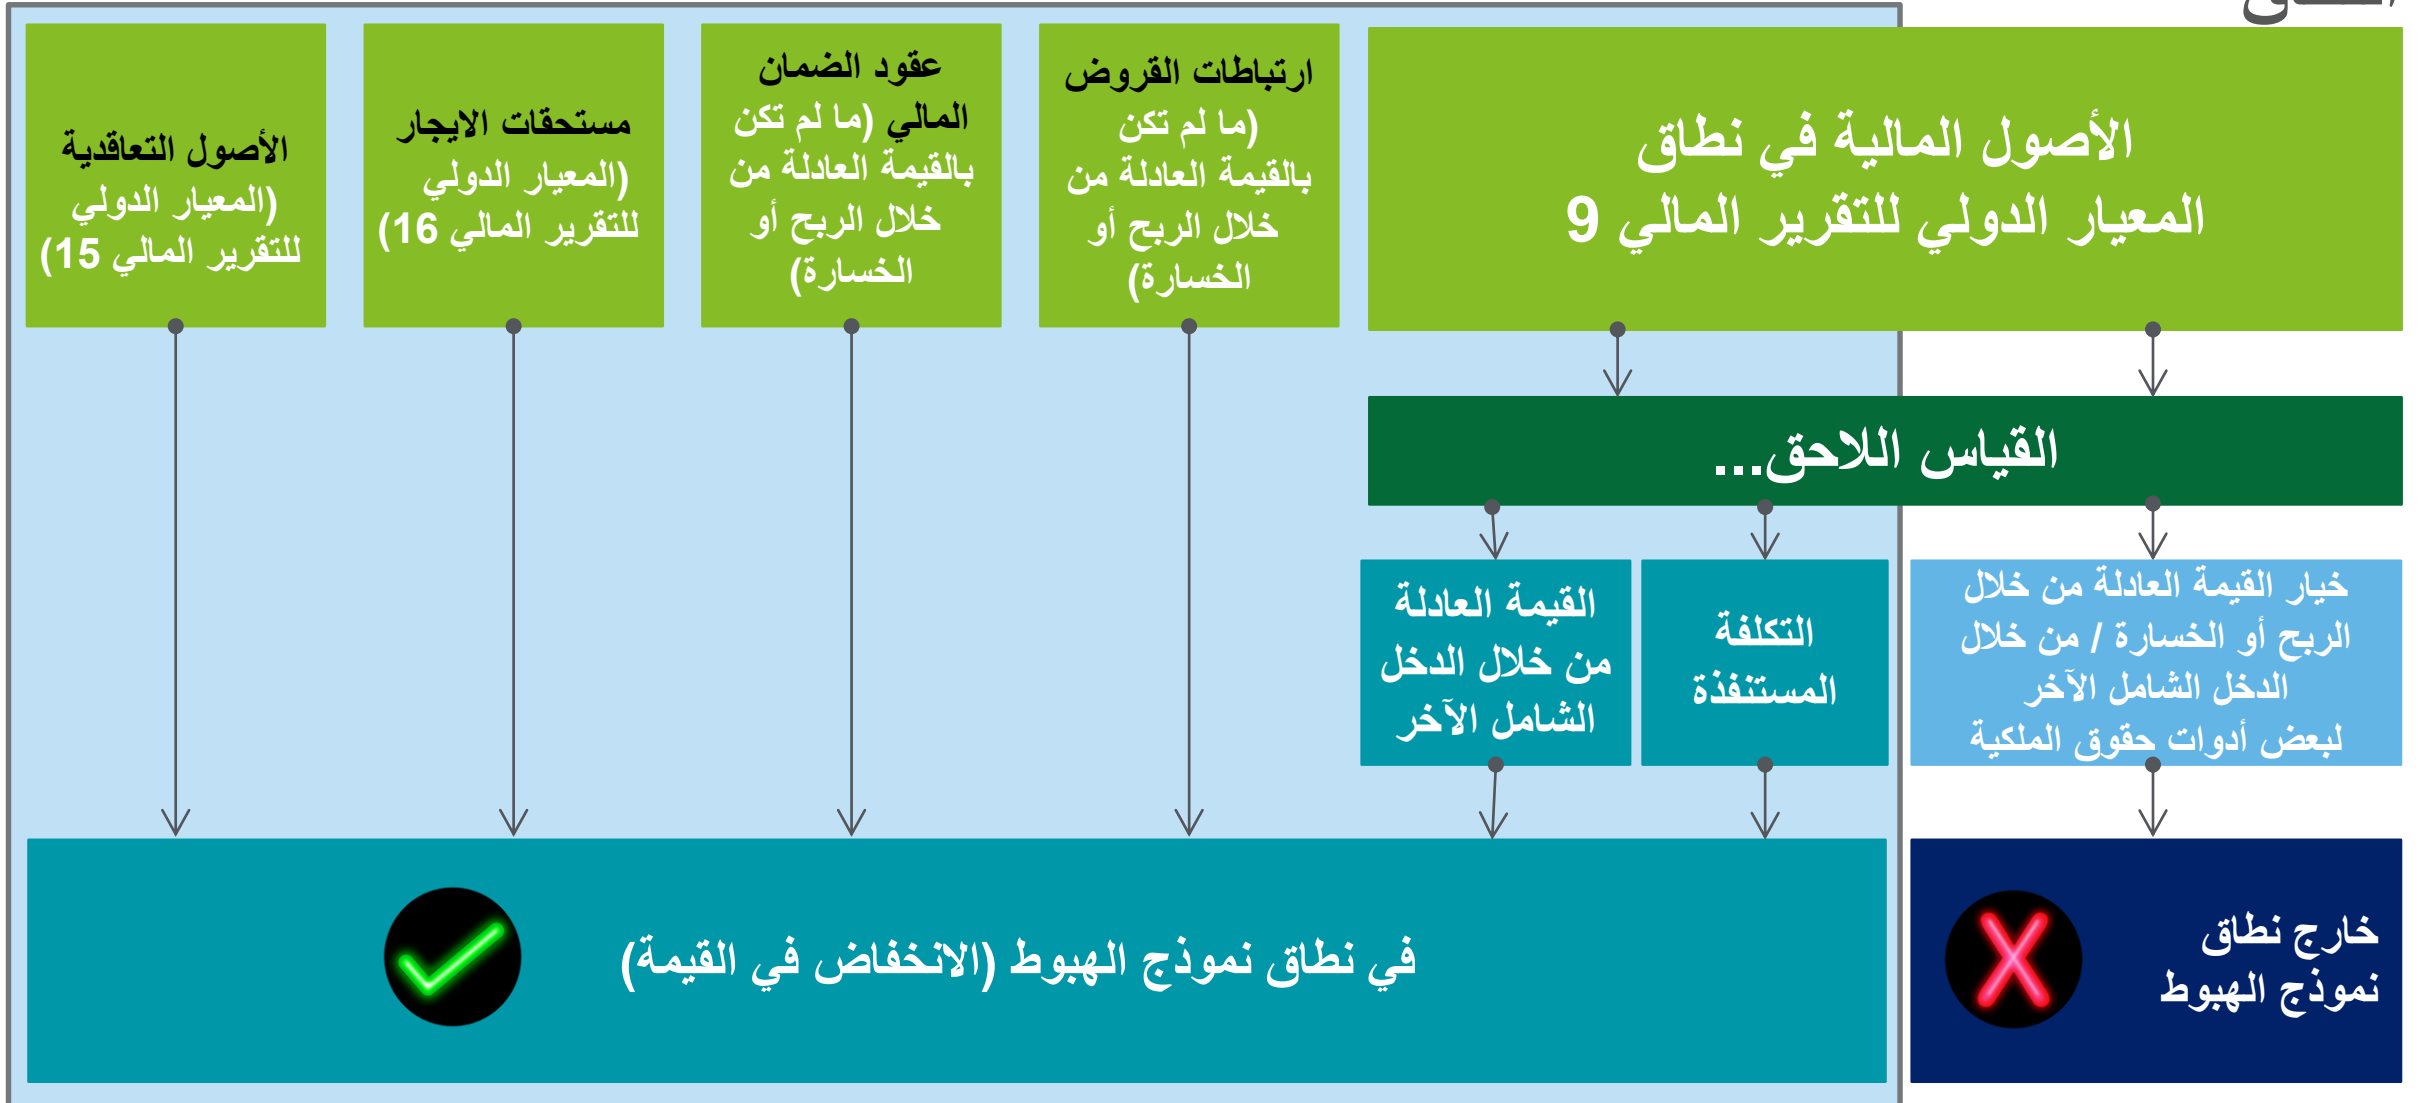 الأصول المالية في نطاق
المعيار الدولي للتقرير المالي 9
ارتباطات القروض
(ما لم تكن
بالقيمة العادلة من
خلال الربح أو
الخسارة)
عقود الضمان
المالي (ما لم تكن
بالقيمة العادلة من
خلال الربح أو
الخسارة)
مستحقات الايجار
(المعيار الدولي
للتقرير المالي 16)
الأصول التعاقدية
(المعيار الدولي
للتقرير المالي 15)
القياس اللاحق...
خيار القيمة العادلة من خلال
الربح أو الخسارة / من خلال
الدخل الشامل الآخر
لبعض أدوات حقوق الملكية
التكلفة
المستنفذة
القيمة العادلة
من خلال الدخل
الشامل الآخر
خارج نطاق
نموذج الهبوط
في نطاق نموذج الهبوط (الانخفاض في القيمة)